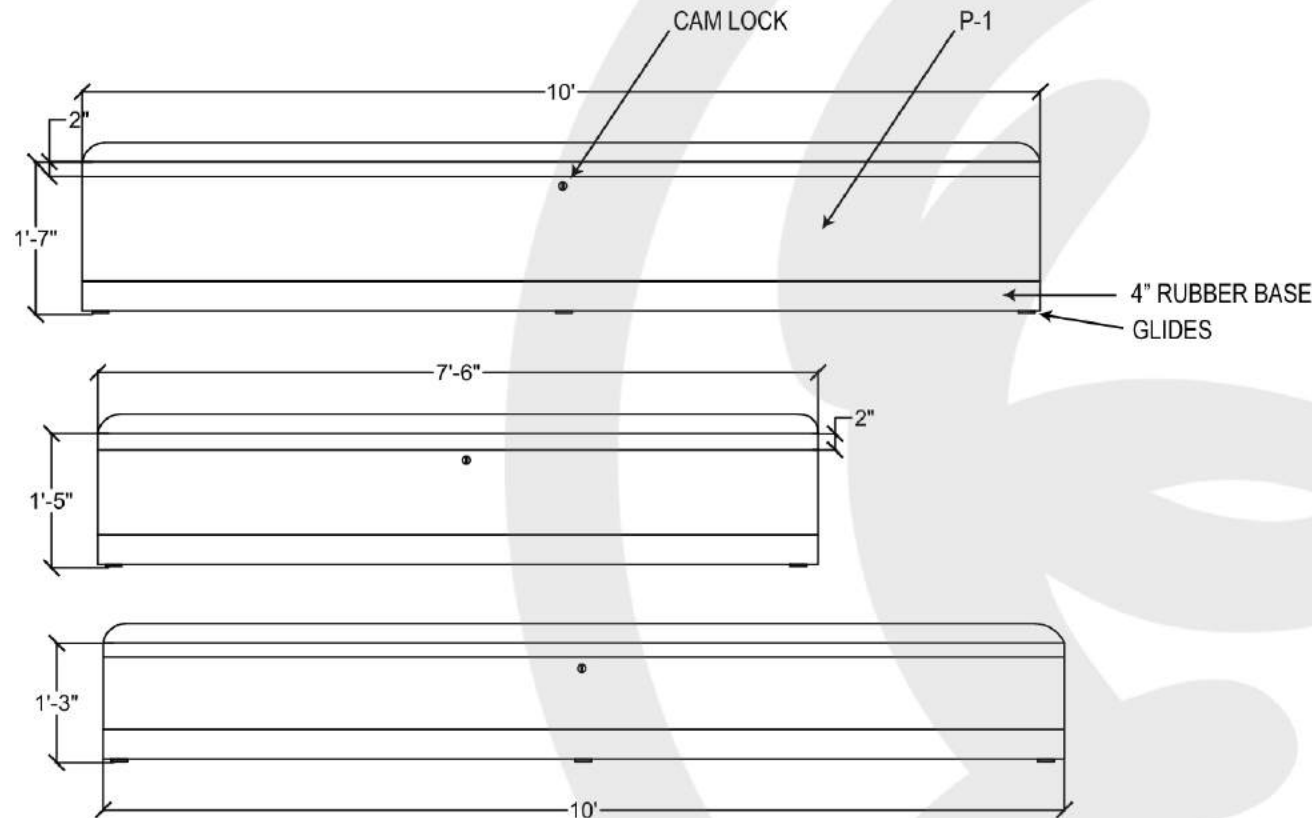 CAM LOCK
P-1
10'
2"
1'-7"
4” RUBBER BASE
GLIDES
7'-6"
2"
1'-5"
1'-3"
10'